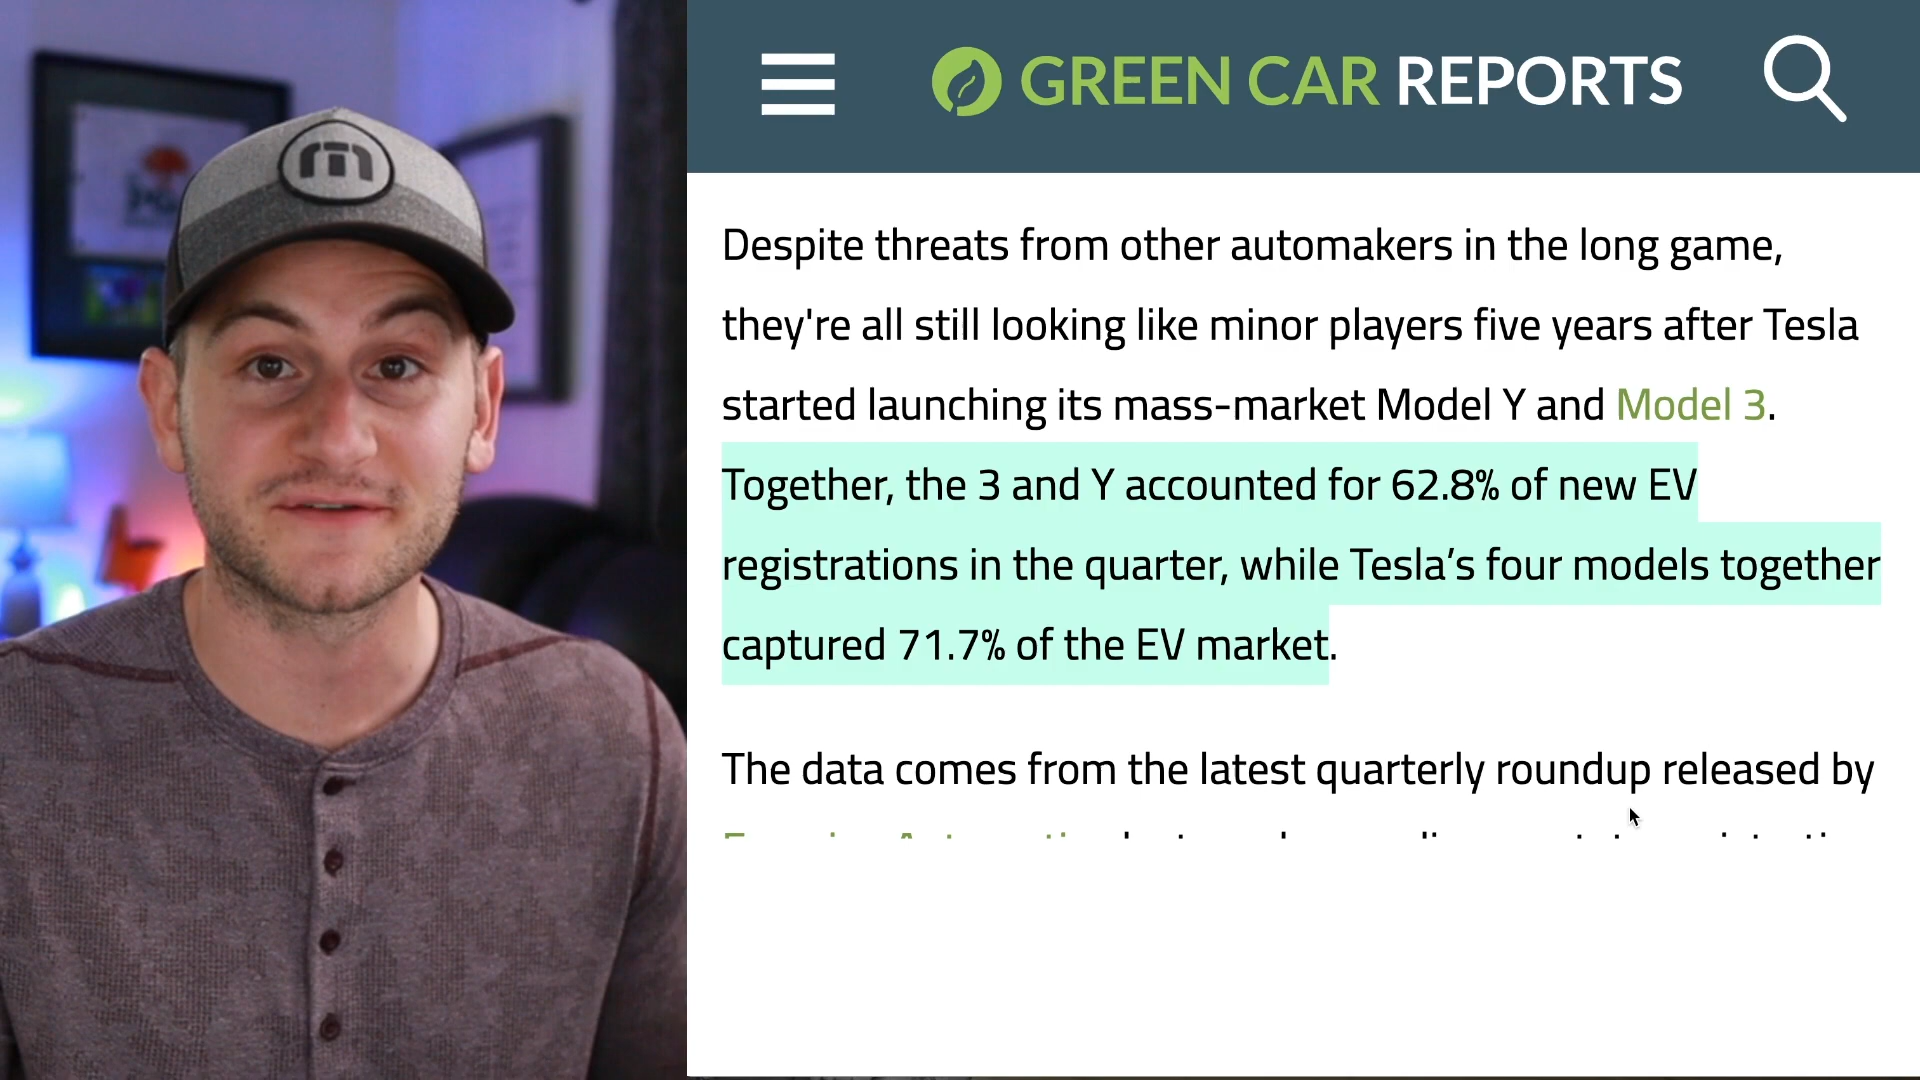 GREEN CAR REPORTS
Despite threats from other automakers in the long game,
they're all still looking like minor players five years after Tesla
started launching its mass-market Model Y and Model 3.
Together, the 3 and Y accounted for 62.8% of new EV
registrations in the quarter, while Tesla’s four models together
captured 71.7% of the EV market.
The data comes from the latest quarterly roundup released by